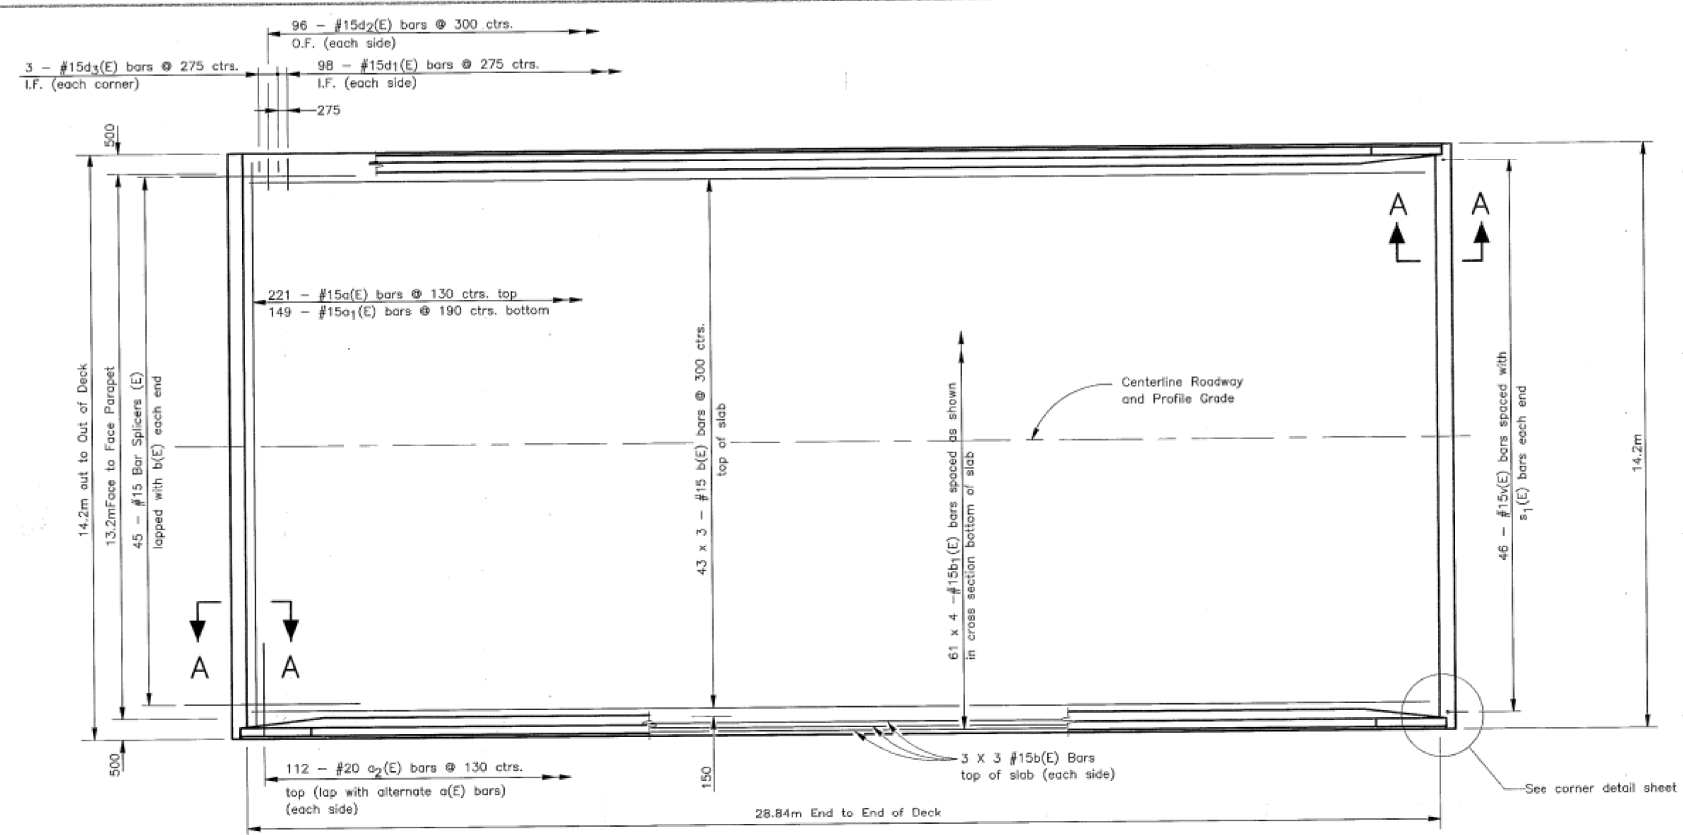 96 - #15d2(E) bars @ 300 ctrs.
O.F. (each side)
3 - #15d3(E) bars @ 275 ctrs.
I.F. (each corner)
98 - #15d1(E) bars @ 275 ctrs.
I.F. (each side)
275
500
A
A
221 - #15a(E) bars @ 130 ctrs. top
149 - #15a1(E) bars @ 190 ctrs. bottom
14.2m out to Out of Deck
13.2mFace to Face Parapet
45 - #15 Bar Splicers (E)
lapped with b(E) each end
43 x 3 - #15 b(E) bars @ 300 ctrs.
top of slab
61 x 4 -#15b1(E) bars spaced as shown
in cross section bottom of slab
Centerline Roadway
and Profile Grade
46 - #15v(E) bars spaced with
s1(E) bars each end
14.2m
A
A
500
112 - #20 a2(E) bars @ 130 ctrs.
top (lap with alternate a(E) bars)
(each side)
150
3 X 3 #15b(E) Bars
top of slab (each side)
See corner detail sheet
28.84m End to End of Deck